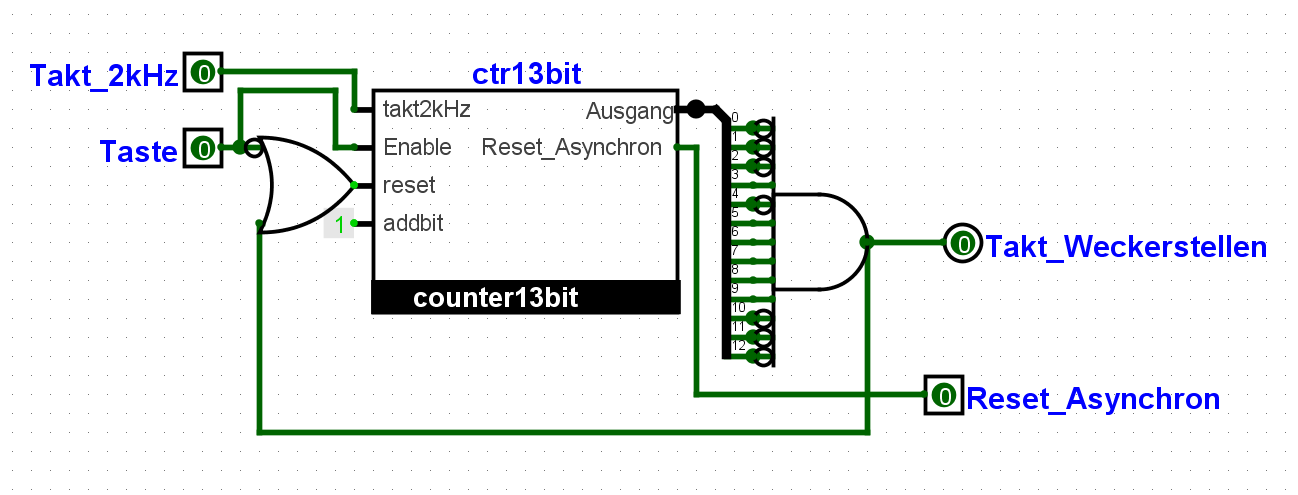 Takt_2kHz 0
ctr13bit
takt2kHz
Ausgang
Taste 0
Enable
Reset_Asynchron
reset
1
addbit
counter13bit
0
1
2
3
4
5
6
7
8
9
10
11
12
0 Takt_Weckerstellen
0 Reset_Asynchron